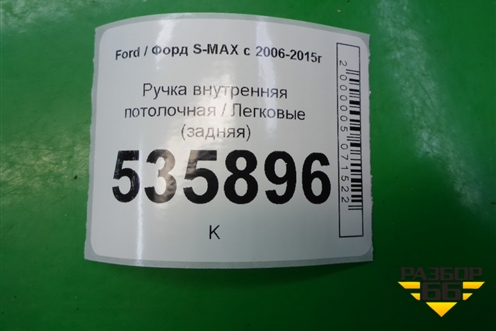 Ford / Форд S-MAX с 2006-2015г
Ручка внутренняя
потолочная / Легковые
(задняя)
535896
К
2000005071522
РАЗБОР
66